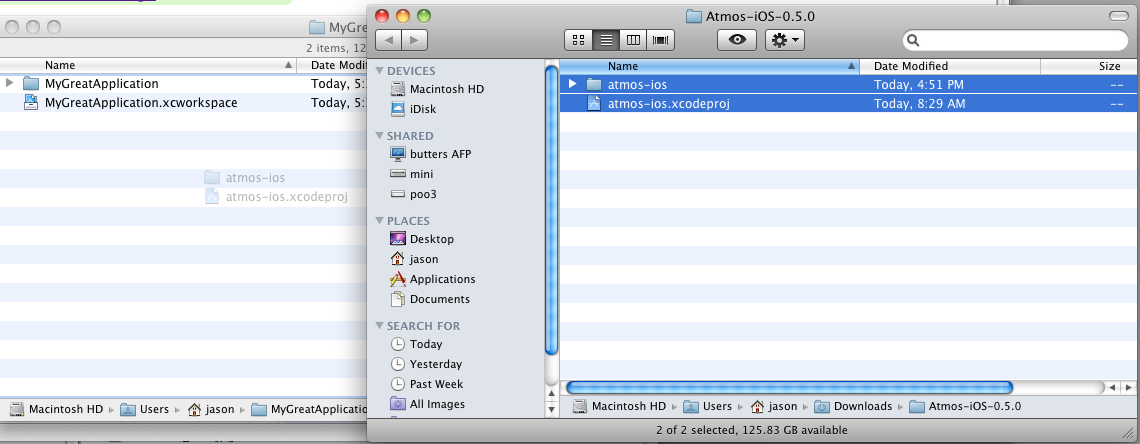 MyGre
2 items, 12
Name
Date Modifi
MyGreatApplication
Today, 5:
MyGreatApplication.xcworkspace
Today, 5:
atmos-ios
atmos-ios.xcodeproj
Macintosh HD
Users
jason
MyGreatApplicatio
Atmos-iOS-0.5.0
DEVICES
Macintosh HD
iDisk
SHARED
butters AFP
mini
poo3
PLACES
Desktop
jason
Applications
Documents
SEARCH FOR
Today
Yesterday
Past Week
All Images
Name
Date Modified
Size
atmos-ios
Today, 4:51 PM
--
atmos-ios.xcodeproj
Today, 8:29 AM
--
Macintosh HD
Users
jason
Downloads
Atmos-iOS-0.5.0
2 of 2 selected, 125.83 GB available